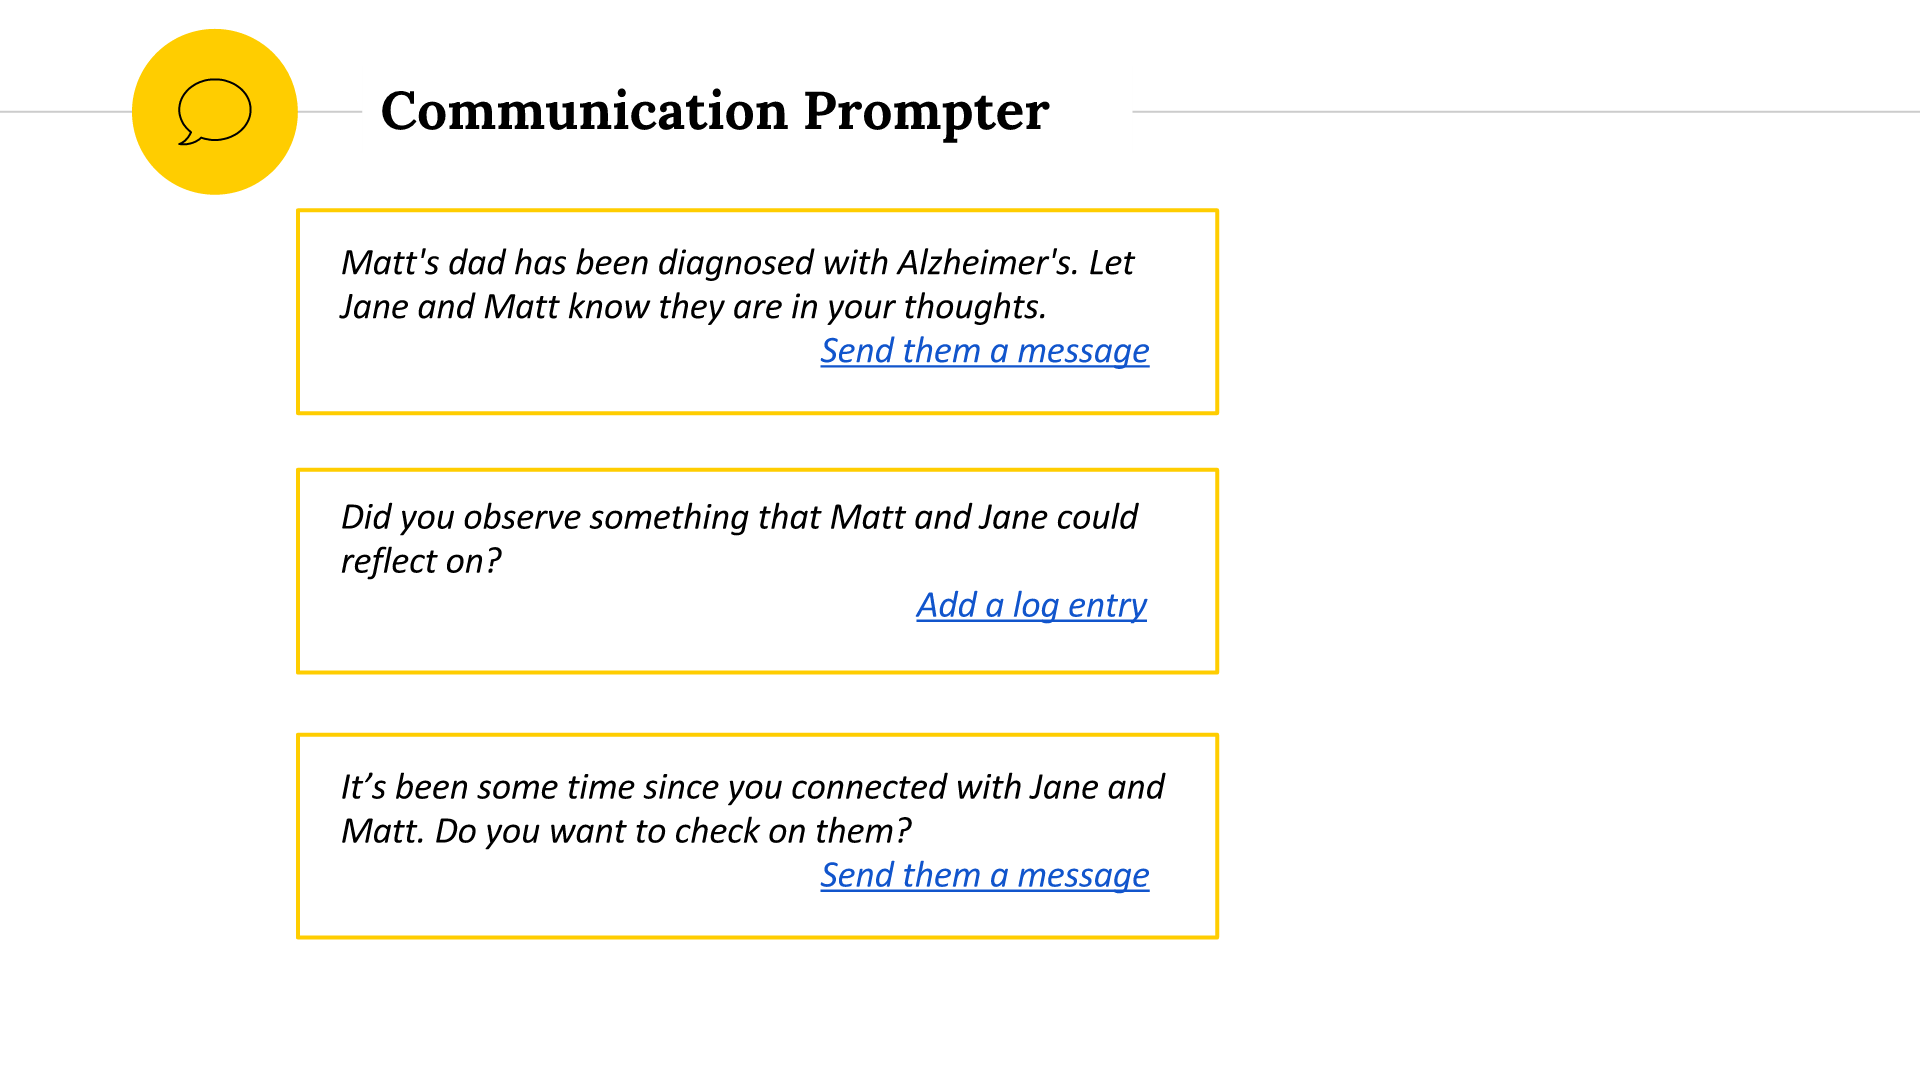 Communication Prompter
Matt's dad has been diagnosed with Alzheimer's. Let
Jane and Matt know they are in your thoughts.
Send them a message
Did you observe something that Matt and Jane could
reflect on?
Add a log entry
It’s been some time since you connected with Jane and
Matt. Do you want to check on them?
Send them a message